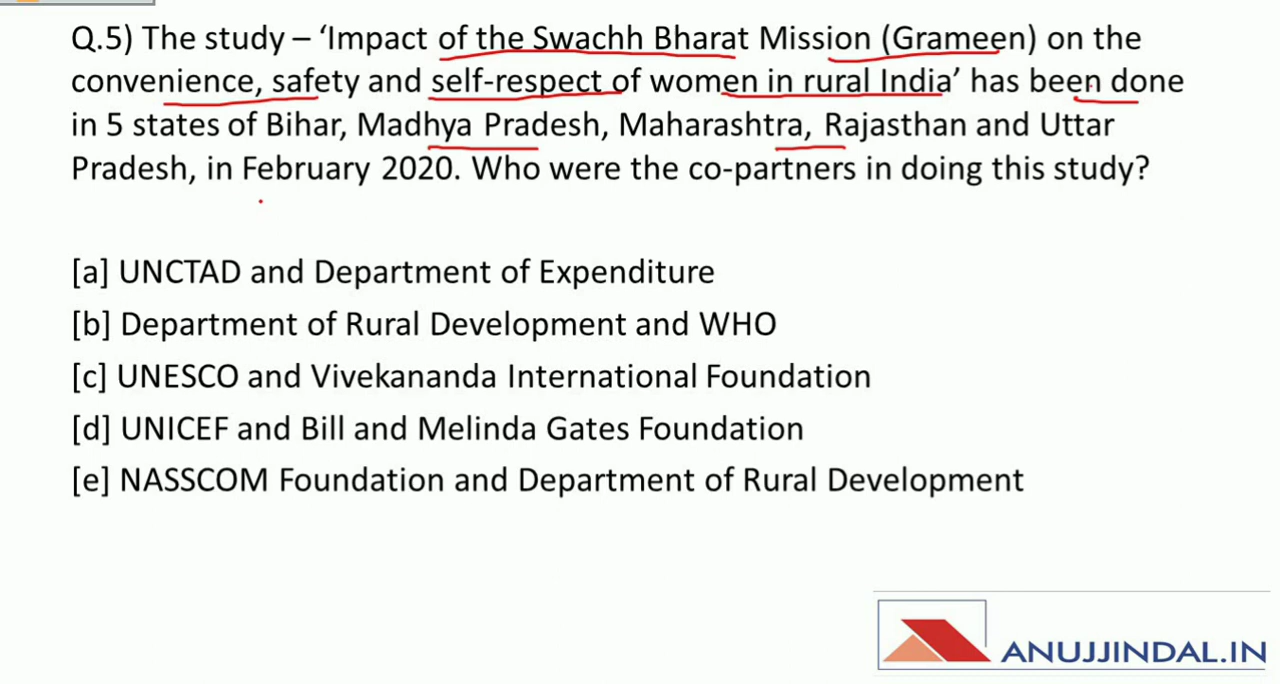 Q.5) The study – ‘Impact of the Swachh Bharat Mission (Grameen) on the
convenience, safety and self-respect of women in rural India’ has been done
in 5 states of Bihar, Madhya Pradesh, Maharashtra, Rajasthan and Uttar
Pradesh, in February 2020. Who were the co-partners in doing this study?
[a] UNCTAD and Department of Expenditure
[b] Department of Rural Development and WHO
[c] UNESCO and Vivekananda International Foundation
[d] UNICEF and Bill and Melinda Gates Foundation
[e] NASSCOM Foundation and Department of Rural Development
ANUJJINDAL.IN